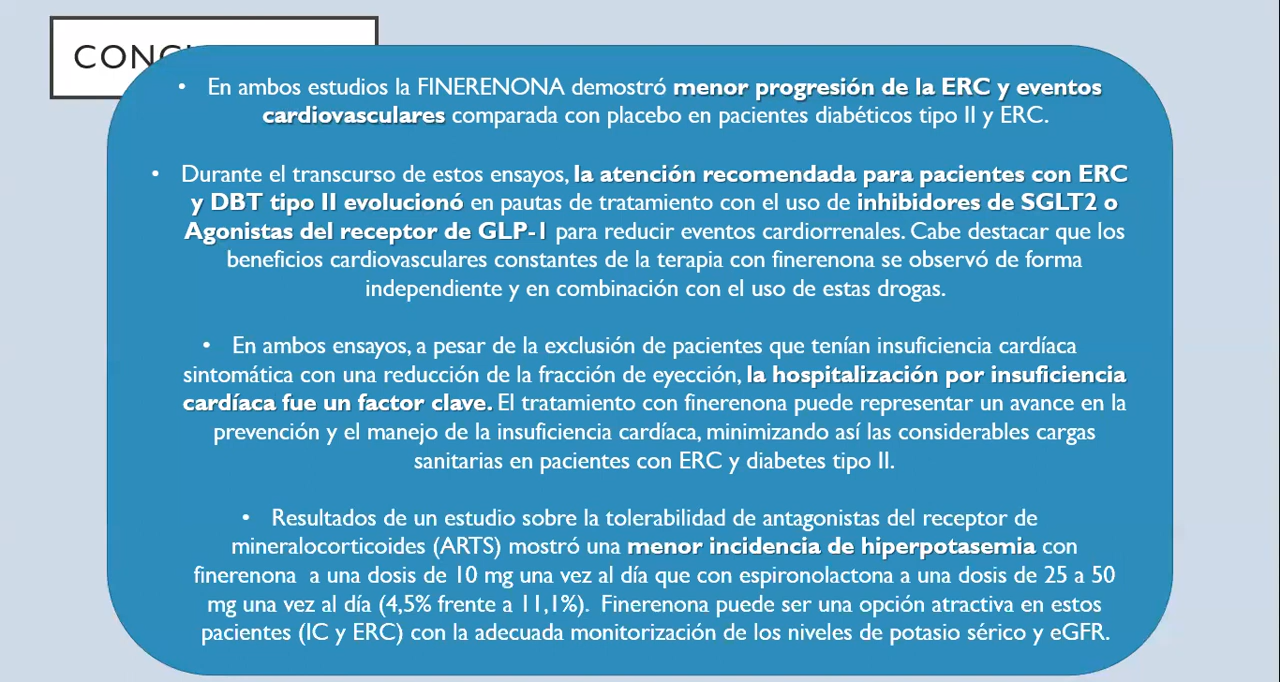 CONC
• En ambos estudios la FINERENONA demostró menor progresión de la ERC y eventos
cardiovasculares comparada con placebo en pacientes diabéticos tipo II y ERC.
• Durante el transcurso de estos ensayos, la atención recomendada para pacientes con ERC
y DBT tipo II evolucionó en pautas de tratamiento con el uso de inhibidores de SGLT2 o
Agonistas del receptor de GLP-1 para reducir eventos cardiorrenales. Cabe destacar que los
beneficios cardiovasculares constantes de la terapia con finerenona se observó de forma
independiente y en combinación con el uso de estas drogas.
• En ambos ensayos, a pesar de la exclusión de pacientes que tenían insuficiencia cardíaca
sintomática con una reducción de la fracción de eyección, la hospitalización por insuficiencia
cardíaca fue un factor clave. El tratamiento con finerenona puede representar un avance en la
prevención y el manejo de la insuficiencia cardíaca, minimizando así las considerables cargas
sanitarias en pacientes con ERC y diabetes tipo II.
• Resultados de un estudio sobre la tolerabilidad de antagonistas del receptor de
mineralocorticoides (ARTS) mostró una menor incidencia de hiperpotasemia con
finerenona a una dosis de 10 mg una vez al día que con espironolactona a una dosis de 25 a 50
mg una vez al día (4,5% frente a 11,1%). Finerenona puede ser una opción atractiva en estos
pacientes (IC y ERC) con la adecuada monitorización de los niveles de potasio sérico y eGFR.